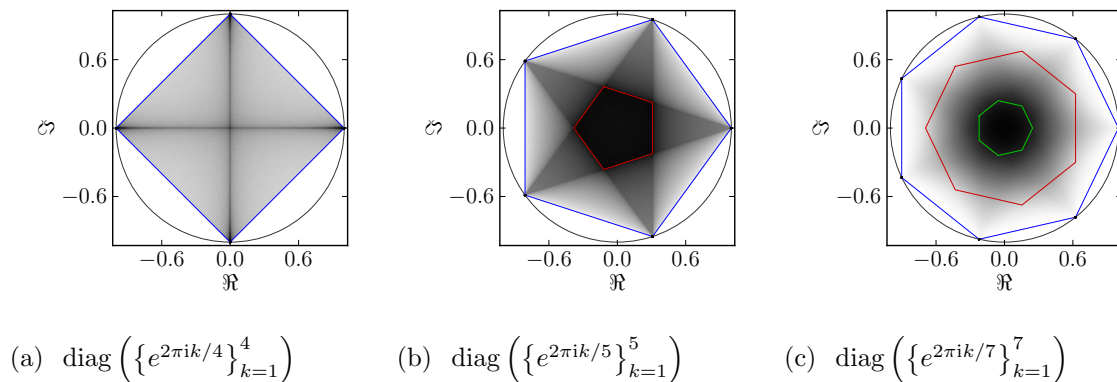 0.6
0.0
−0.6
ℑ
−0.6 0.0 0.6
ℜ
0.6
0.0
−0.6
ℑ
−0.6 0.0 0.6
ℜ
0.6
0.0
−0.6
ℑ
−0.6 0.0 0.6
ℜ
(a) diag ({e^{2πik/4}}_{k=1}^{4})
(b) diag ({e^{2πik/5}}_{k=1}^{5})
(c) diag ({e^{2πik/7}}_{k=1}^{7})